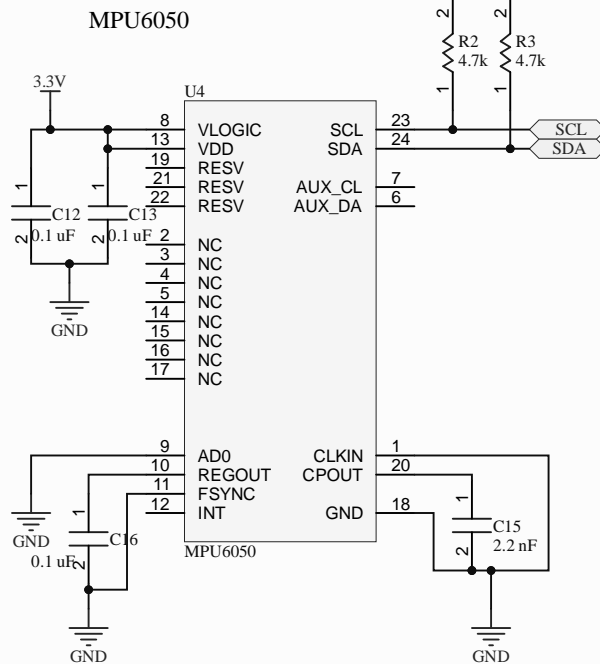 MPU6050
2
2
R2
R3
4.7k
4.7k
1
1
3.3V
U4
8 VLOGIC SCL 23 SCL
13 VDD SDA 24 SDA
19 RESV
21 RESV AUX_CL 7
22 RESV AUX_DA 6
1
1
C12
C13
0.1 uF
0.1 uF
2
2
2 NC
3 NC
4 NC
5 NC
14 NC
15 NC
16 NC
17 NC
GND
9 AD0 CLKIN 1
10 REGOUT CPOUT 20
11 FSYNC
12 INT GND 18
1
1
GND
C16
C15
0.1 uF
2.2 nF
2
2
MPU6050
GND
GND